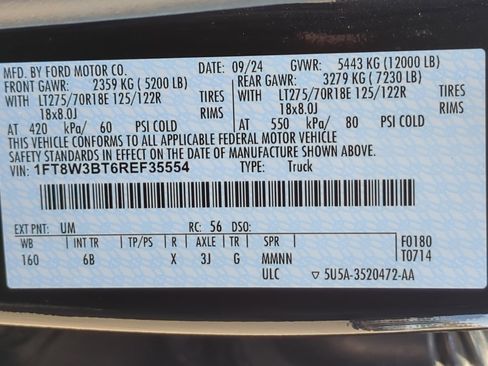 MFD. BY FORD MOTOR CO. DATE: 09/24 GVWR: 5443 KG (12000 LB)
FRONT GAWR: 2359 KG (5200 LB) REAR GAWR: 3279 KG (7230 LB)
WITH LT275/70R18E 125/122R TIRES WITH LT275/70R18E 125/122R TIRES
18x8.0J RIMS 18x8.0J RIMS
AT 420 kPa/ 60 PSI COLD AT 550 kPa/ 80 PSI COLD
THIS VEHICLE CONFORMS TO ALL APPLICABLE FEDERAL MOTOR VEHICLE
SAFETY STANDARDS IN EFFECT ON THE DATE OF MANUFACTURE SHOWN ABOVE.
VIN: 1FT8W3BT6REF35554 TYPE: Truck
EXT PNT: UM RC: 56 DSO:
WB INT TR TP/PS R AXLE TR SPR F0180
160 6B X 3J G MMNN T0714
ULC ▽ 5U5A-3520472-AA